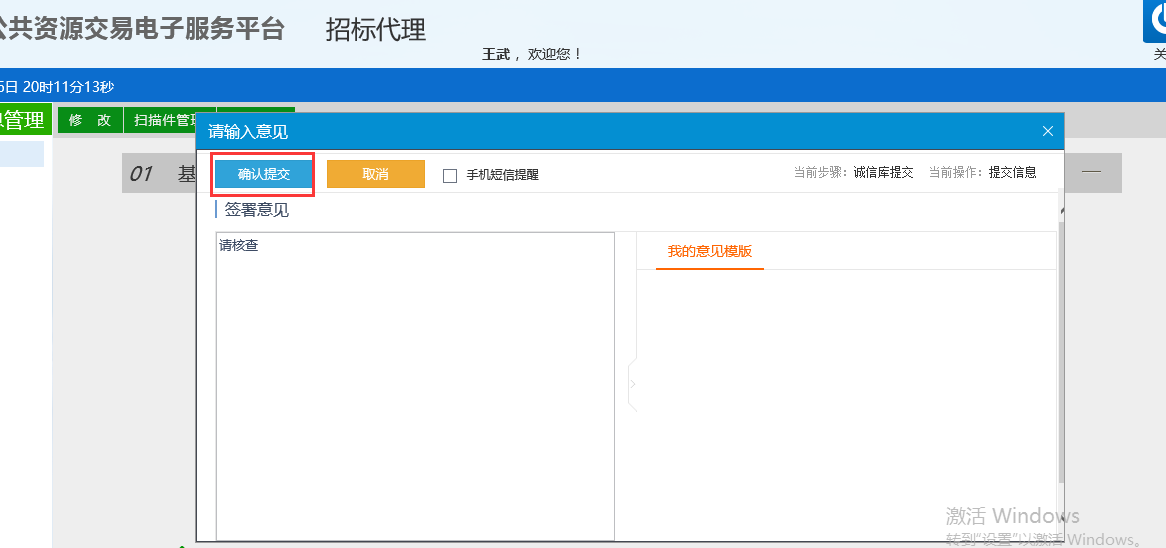 公共资源交易电子服务平台 招标代理
王武，欢迎您！
6日 20时11分13秒
管理 修 改 扫描件管理
请输入意见
01 基
确认提交 取消 手机短信提醒 当前步骤：诚信库提交 当前操作：提交信息
签署意见
请核查 我的意见模版
激活 Windows
转到“设置”以激活 Windows。